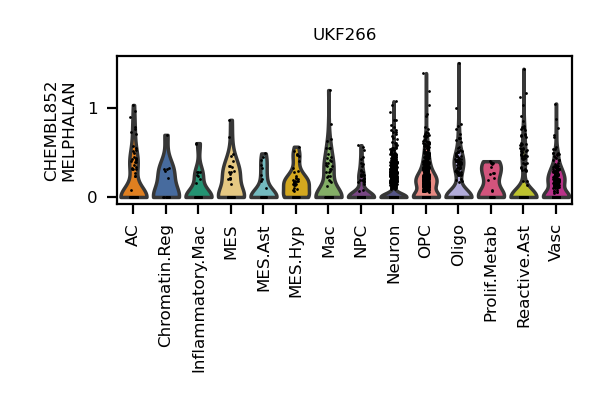 UKF266
CHEMBL852
MELPHALAN
1
0
AC
Chromatin.Reg
Inflammatory.Mac
MES
MES.Ast
MES.Hyp
Mac
NPC
Neuron
OPC
Oligo
Prolif.Metab
Reactive.Ast
Vasc